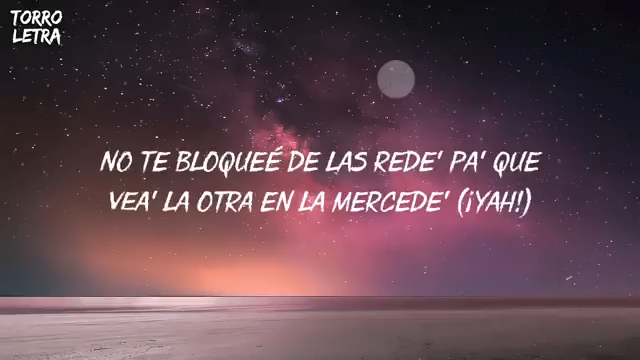 TORRO
LETRA
NO TE BLOQUEÉ DE LAS REDE' PA' QUE
VEA' LA OTRA EN LA MERCEDE' (¡YAH!)